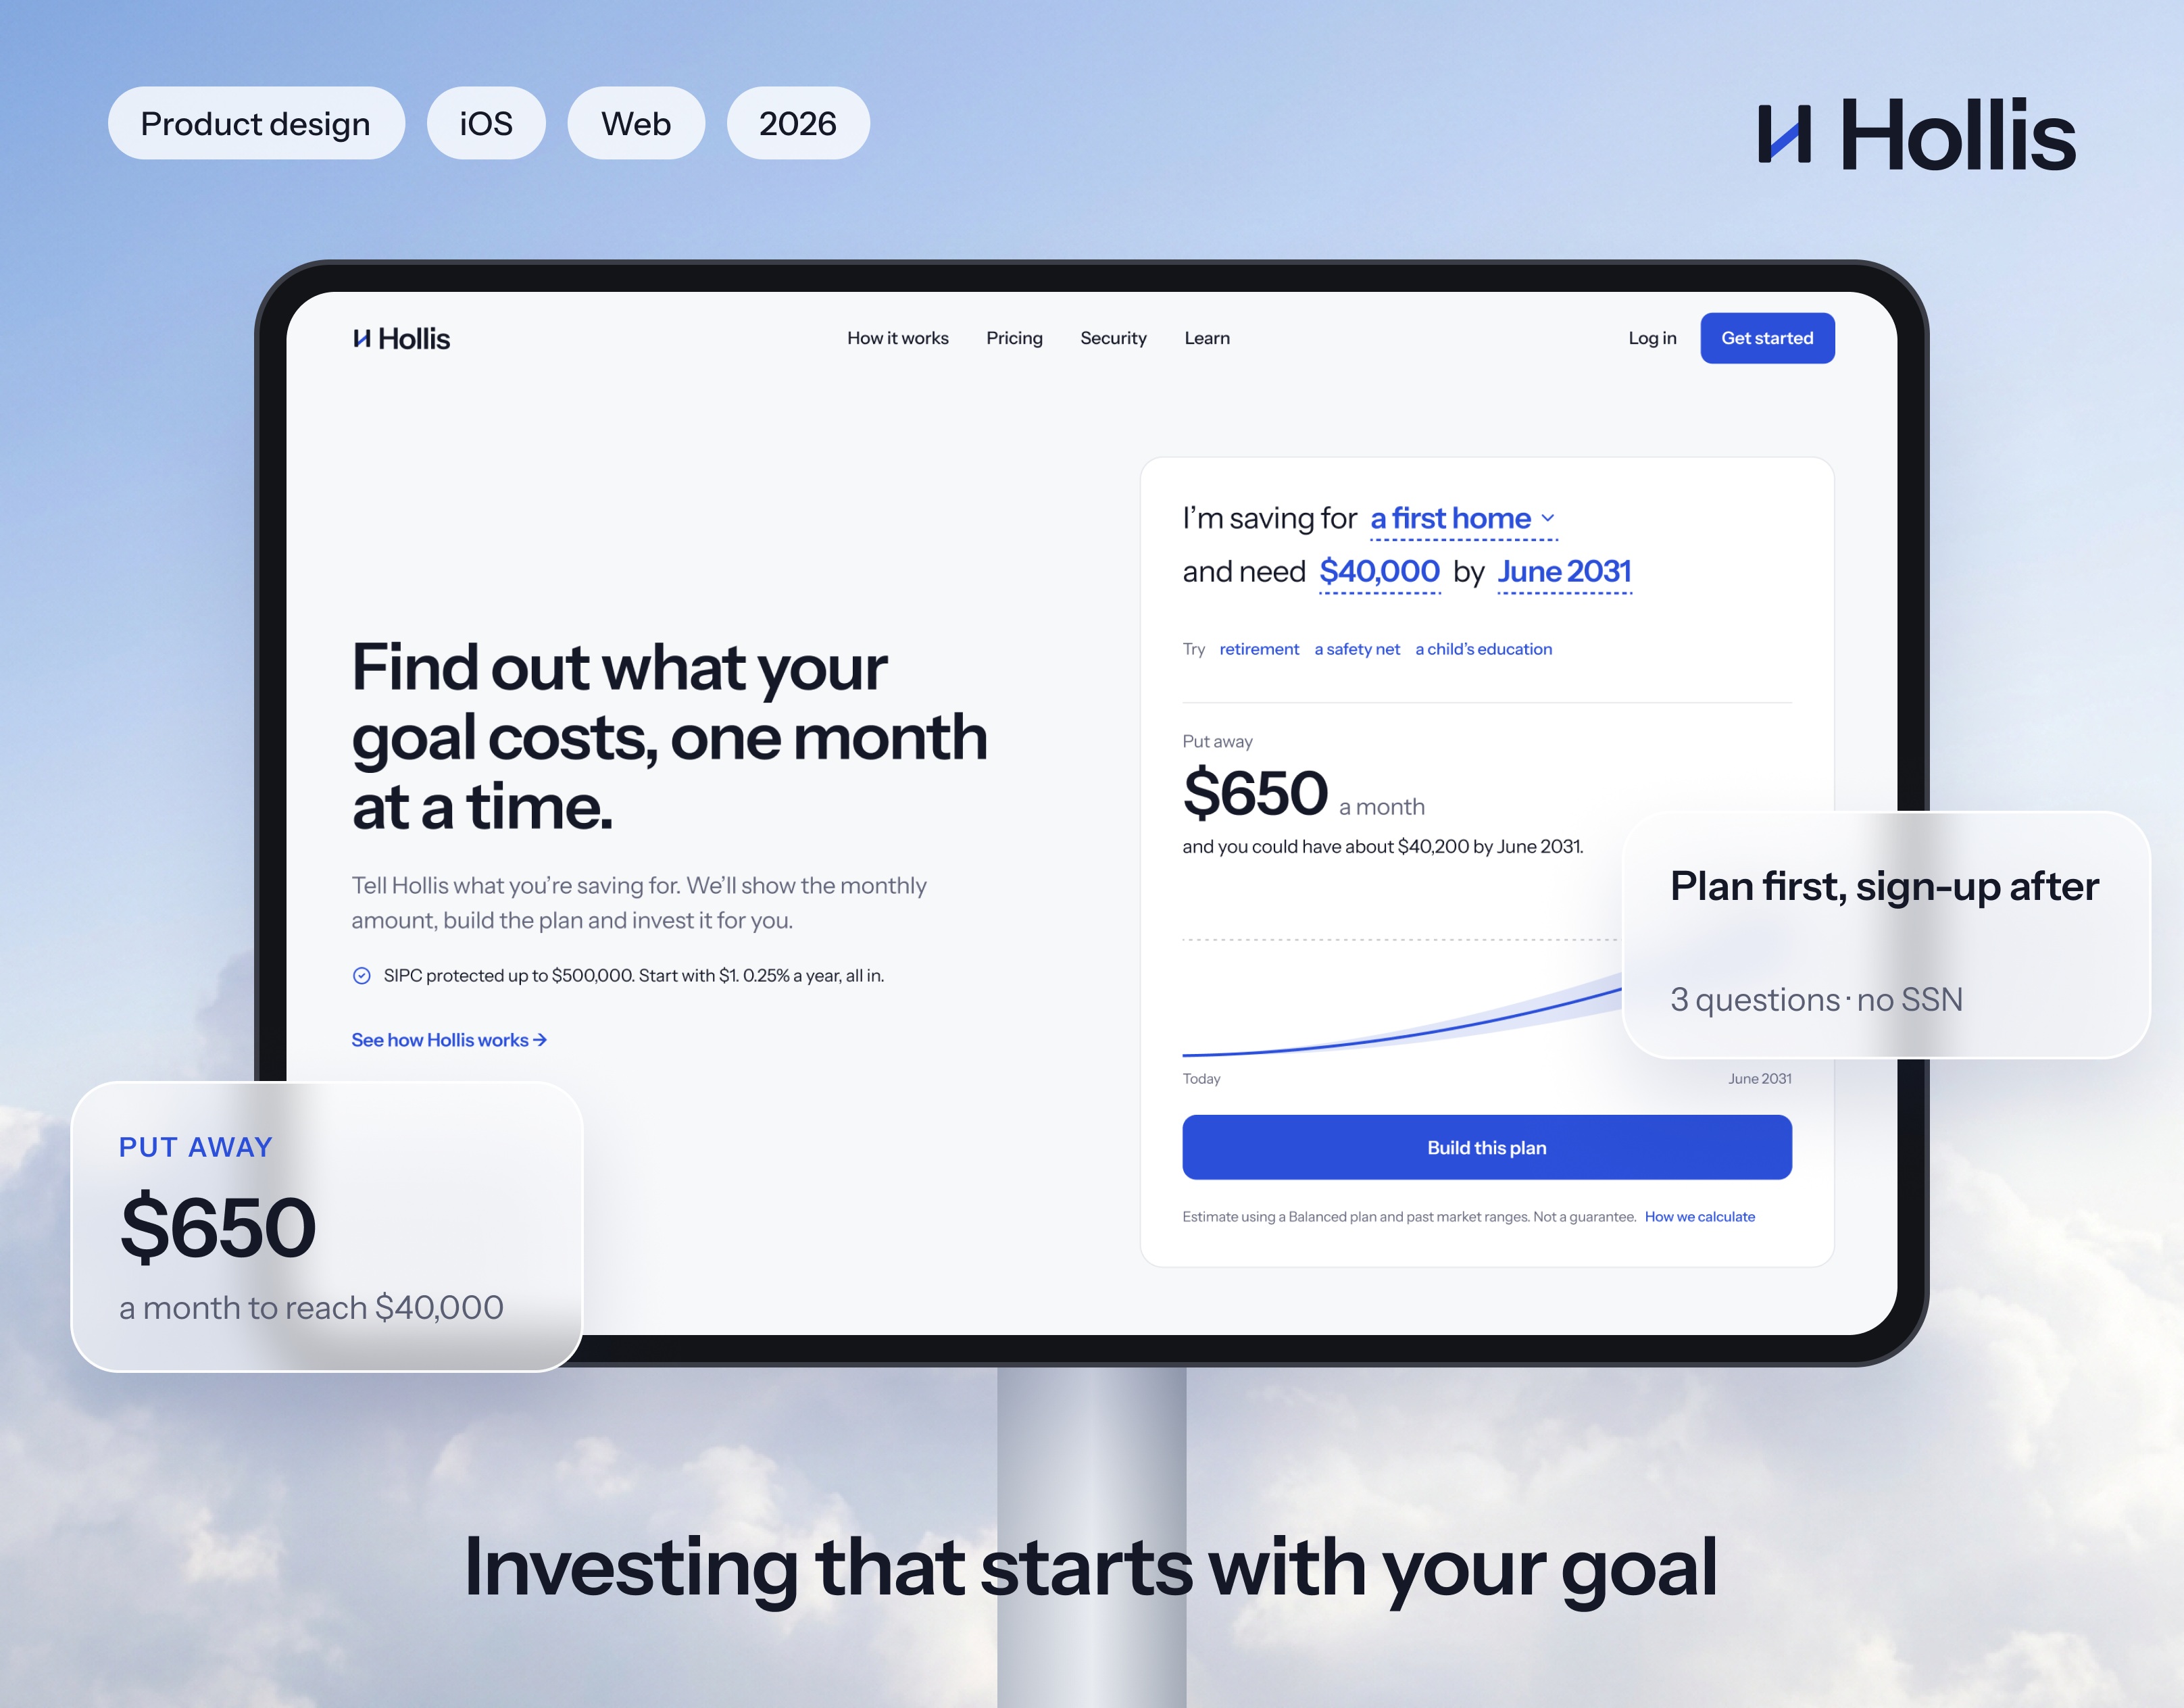 Product design
iOS
Web
2026
Hollis
Hollis
How it works
Pricing
Security
Learn
Log in
Get started
Find out what your
goal costs, one month
at a time.
Tell Hollis what you’re saving for. We’ll show the monthly
amount, build the plan and invest it for you.
SIPC protected up to $500,000. Start with $1. 0.25% a year, all in.
See how Hollis works →
I’m saving for a first home
and need $40,000 by June 2031
Try retirement a safety net a child’s education
Put away
$650 a month
and you could have about $40,200 by June 2031.
Today
June 2031
Build this plan
Estimate using a Balanced plan and past market ranges. Not a guarantee. How we calculate
Plan first, sign-up after
3 questions · no SSN
PUT AWAY
$650
a month to reach $40,000
Investing that starts with your goal